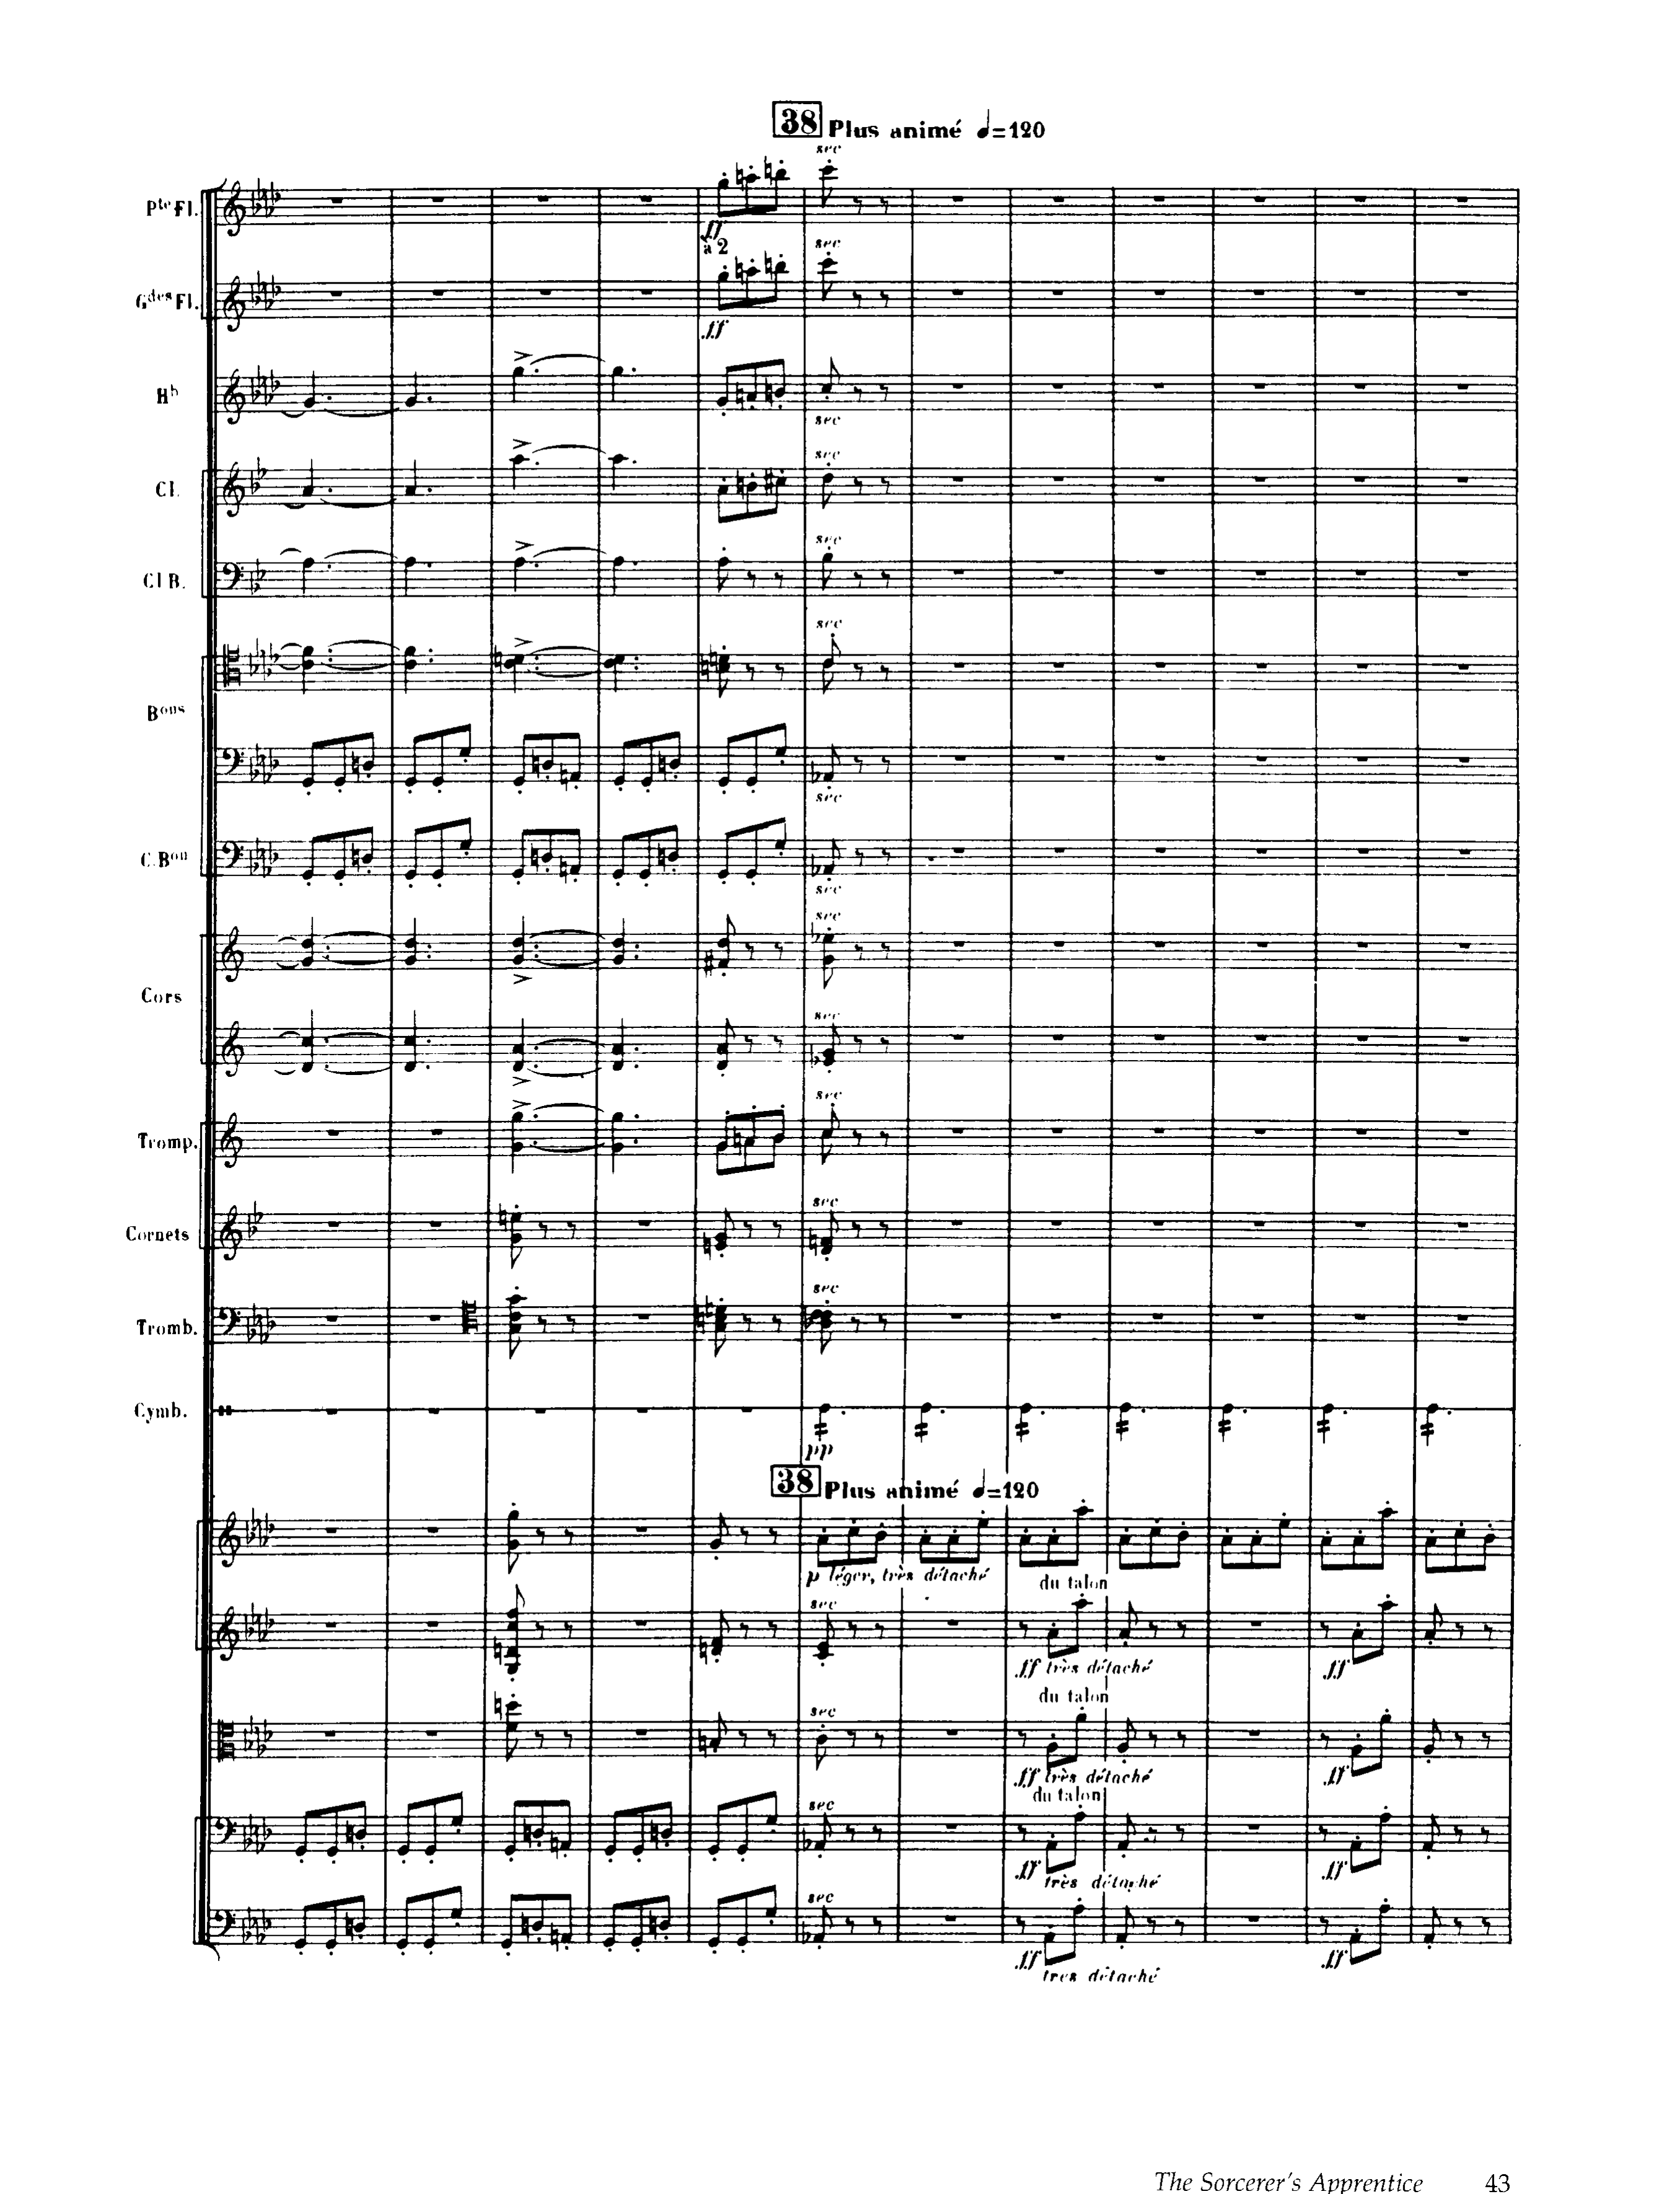 38 Plus animé ♩=120
sec
Pte Fl.
ff
à 2
sec
Gdes Fl.
ff
Hb
sec
sec
Cl.
sec
Cl B.
sec
Bons
sec
C. Bon
sec
sec
Cors
sec
sec
Tromp.
sec
Cornets
sec
Tromb.
Cymb.
pp
38 Plus animé ♩=120
p léger, très détaché
du talon
sec
ff très détaché
ff
du talon
sec
ff très détaché
ff
du talon
sec
ff
ff
très détaché
sec
ff
ff
très détaché
The Sorcerer's Apprentice 43